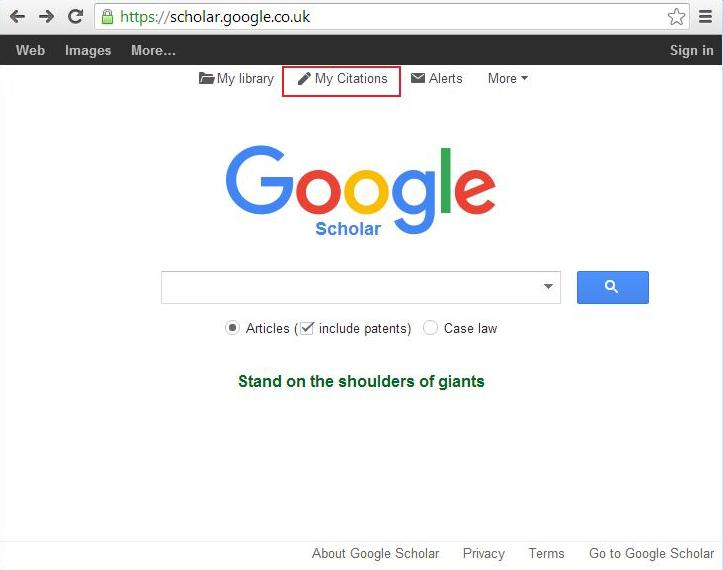 https://scholar.google.co.uk
Web Images More... Sign in
My library My Citations Alerts More
Google
Scholar
Articles ( include patents) Case law
Stand on the shoulders of giants
About Google Scholar Privacy Terms Go to Google Scholar